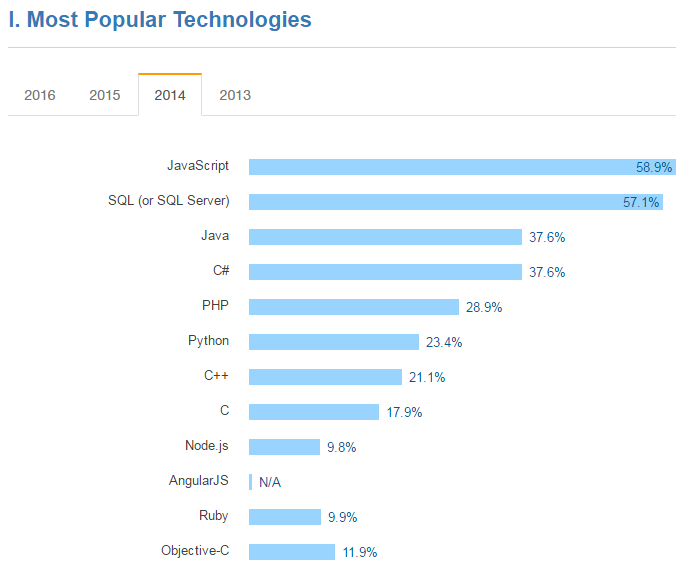 I. Most Popular Technologies
2016 2015 2014 2013
JavaScript 58.9%
SQL (or SQL Server) 57.1%
Java 37.6%
C# 37.6%
PHP 28.9%
Python 23.4%
C++ 21.1%
C 17.9%
Node.js 9.8%
AngularJS N/A
Ruby 9.9%
Objective-C 11.9%